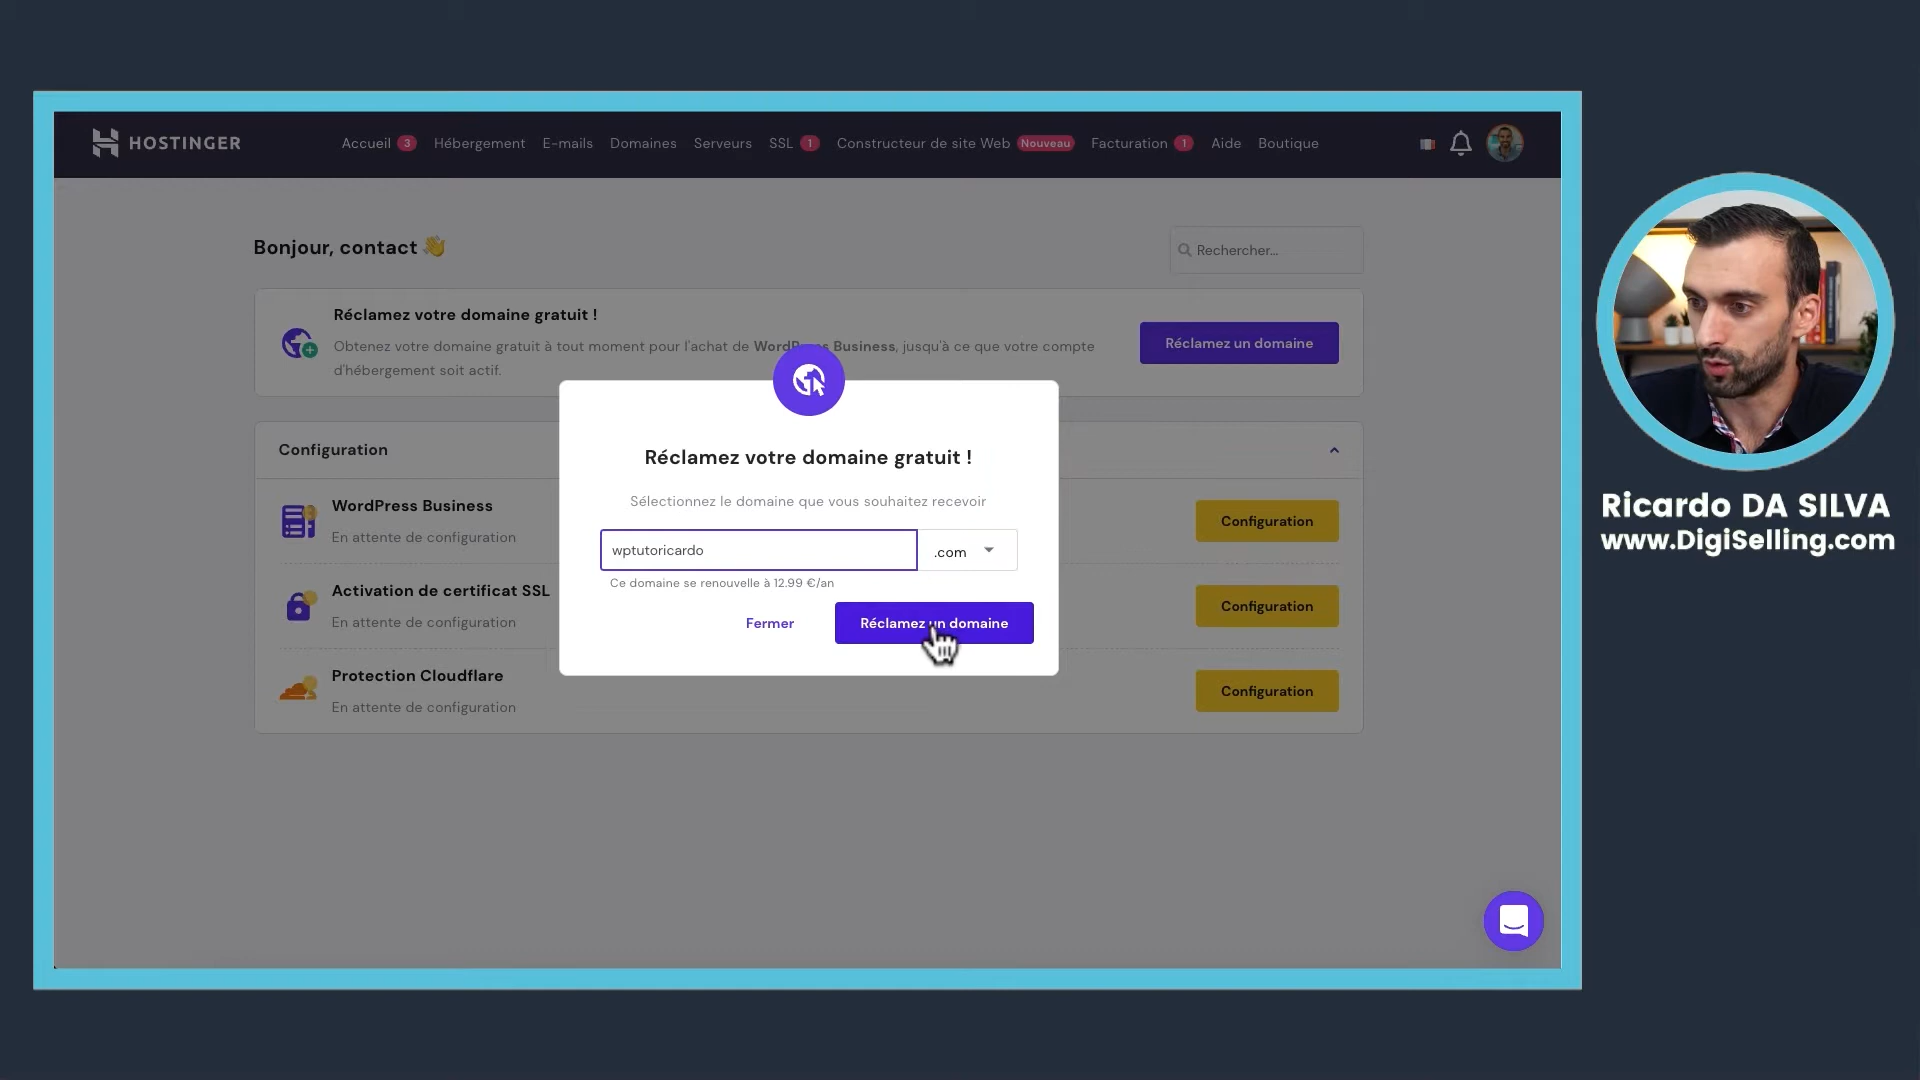 HOSTINGER
Accueil 3 Hébergement E-mails Domaines Serveurs SSL 1 Constructeur de site Web Nouveau Facturation 1 Aide Boutique
Bonjour, contact 👋
Rechercher...
Réclamez votre domaine gratuit !
Obtenez votre domaine gratuit à tout moment pour l'achat de WordPress Business, jusqu'à ce que votre compte
d'hébergement soit actif.
Réclamez un domaine
Configuration
WordPress Business
En attente de configuration
Configuration
Activation de certificat SSL
En attente de configuration
Configuration
Protection Cloudflare
En attente de configuration
Configuration
Réclamez votre domaine gratuit !
Sélectionnez le domaine que vous souhaitez recevoir
wptutoricardo .com
Ce domaine se renouvelle à 12.99 €/an
Fermer Réclamez un domaine
Ricardo DA SILVA
www.DigiSelling.com